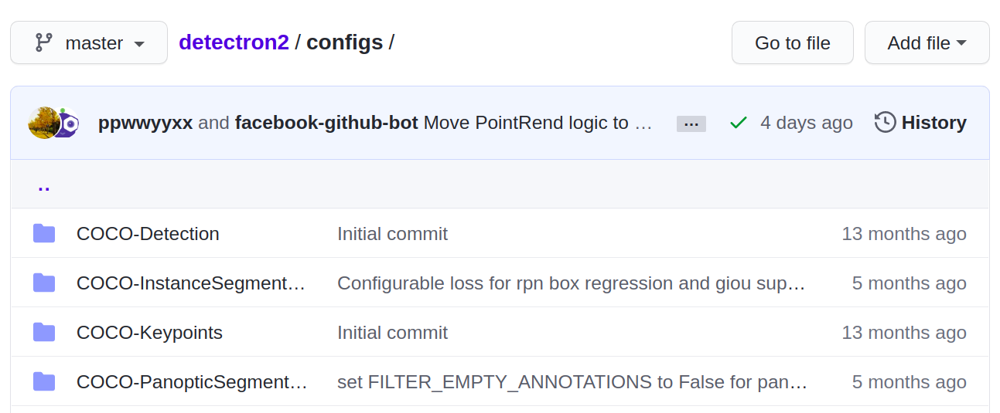 master detectron2 / configs / Go to file Add file
ppwwyyxx and facebook-github-bot Move PointRend logic to … ... 4 days ago History
..
COCO-Detection Initial commit 13 months ago
COCO-InstanceSegment… Configurable loss for rpn box regression and giou sup… 5 months ago
COCO-Keypoints Initial commit 13 months ago
COCO-PanopticSegment… set FILTER_EMPTY_ANNOTATIONS to False for pan… 5 months ago